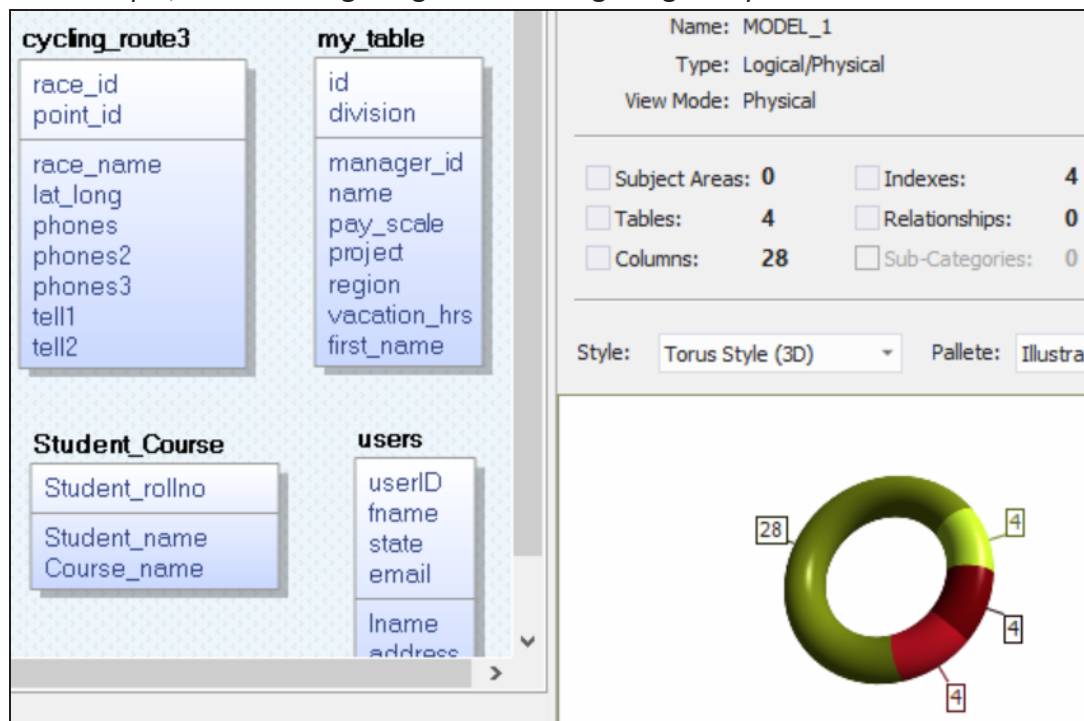 cycling_route3
race_id
point_id
race_name
lat_long
phones
phones2
phones3
tell1
tell2
my_table
id
division
manager_id
name
pay_scale
project
region
vacation_hrs
first_name
Student_Course
Student_rollno
Student_name
Course_name
users
userID
fname
state
email
lname
address
Name: MODEL_1
Type: Logical/Physical
View Mode: Physical
Subject Areas: 0 Indexes: 4
Tables: 4 Relationships: 0
Columns: 28 Sub-Categories: 0
Style: Torus Style (3D) Pallete: Illustra
28
4
4
4